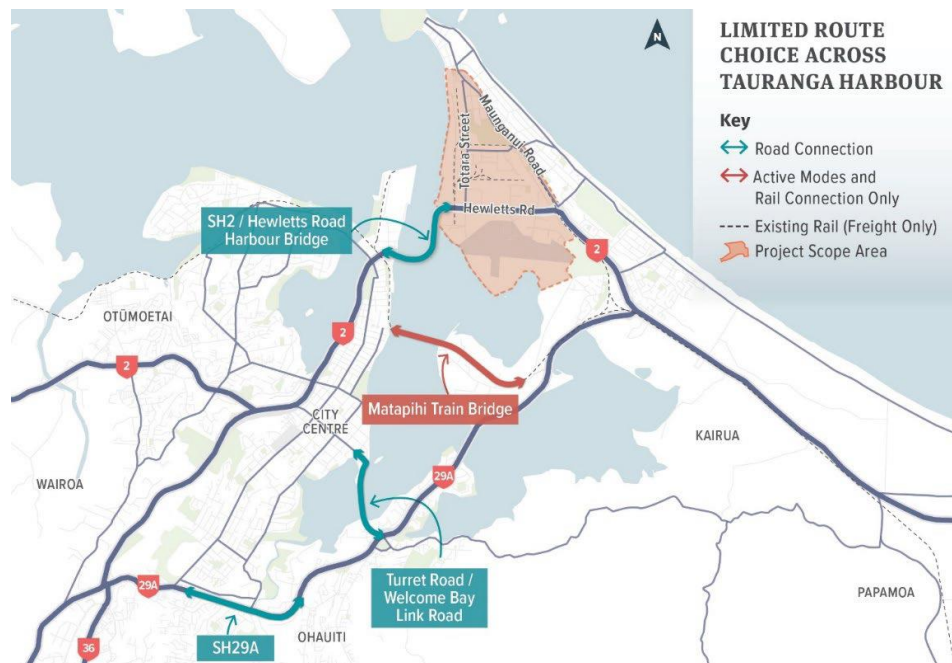 LIMITED ROUTE
CHOICE ACROSS
TAURANGA HARBOUR
Key
Road Connection
Active Modes and
Rail Connection Only
Existing Rail (Freight Only)
Project Scope Area
N
Totara Street
Maunganui Road
Hewletts Rd
SH2 / Hewletts Road
Harbour Bridge
2
OTŪMOETAI
2
2
Matapihi Train Bridge
CITY
CENTRE
KAIRUA
WAIROA
29A
29A
Turret Road /
Welcome Bay
Link Road
PAPAMOA
SH29A
OHAUITI
36